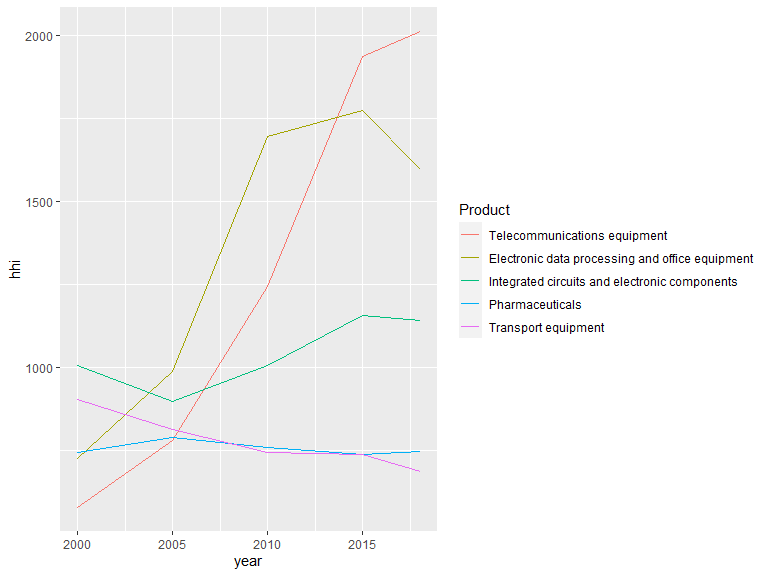 2000
1500
1000
hhi
2000 2005 2010 2015
year
Product
Telecommunications equipment
Electronic data processing and office equipment
Integrated circuits and electronic components
Pharmaceuticals
Transport equipment